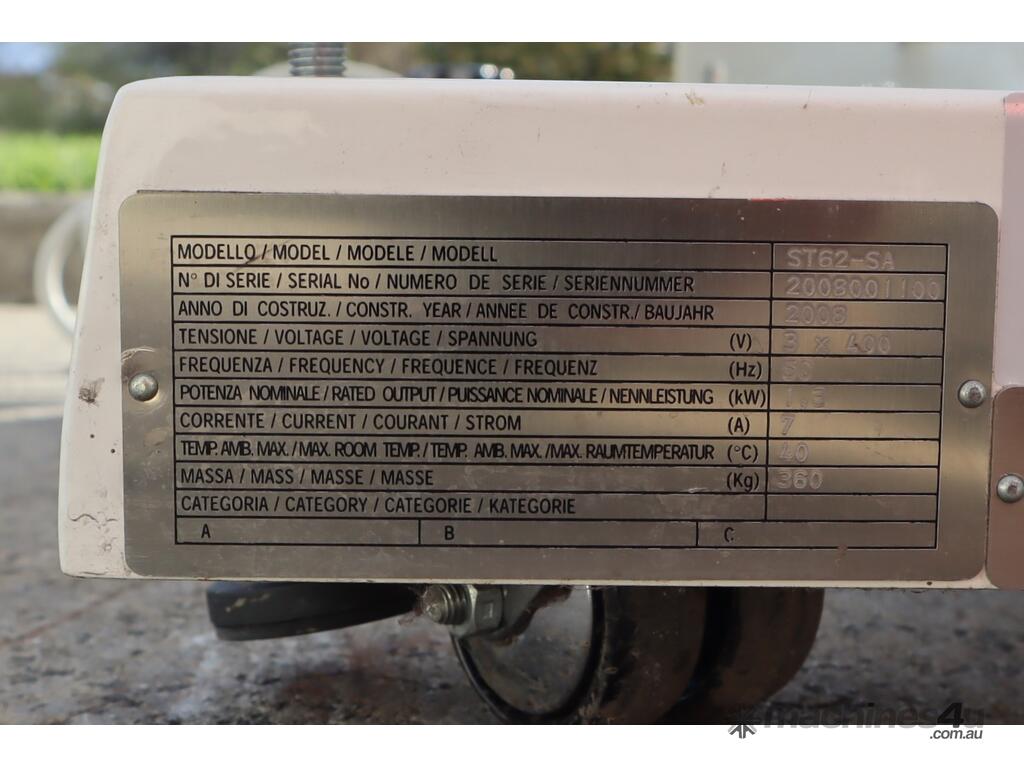 MODELLO / MODEL / MODELE / MODELL ST62-SA
N° DI SERIE / SERIAL No / NUMERO DE SERIE / SERIENNUMMER 2008001100
ANNO DI COSTRUZ. / CONSTR. YEAR / ANNEE DE CONSTR./ BAUJAHR 2008
TENSIONE / VOLTAGE / VOLTAGE / SPANNUNG (V) 3 x 400
FREQUENZA / FREQUENCY / FREQUENCE / FREQUENZ (Hz) 50
POTENZA NOMINALE / RATED OUTPUT / PUISSANCE NOMINALE / NENNLEISTUNG (kW) 1,5
CORRENTE / CURRENT / COURANT / STROM (A) 7
TEMP. AMB. MAX. / MAX. ROOM TEMP. / TEMP. AMB. MAX. /MAX. RAUMTEMPERATUR (°C) 40
MASSA / MASS / MASSE / MASSE (Kg) 360
CATEGORIA / CATEGORY / CATEGORIE / KATEGORIE
A B C
machines4u
.com.au